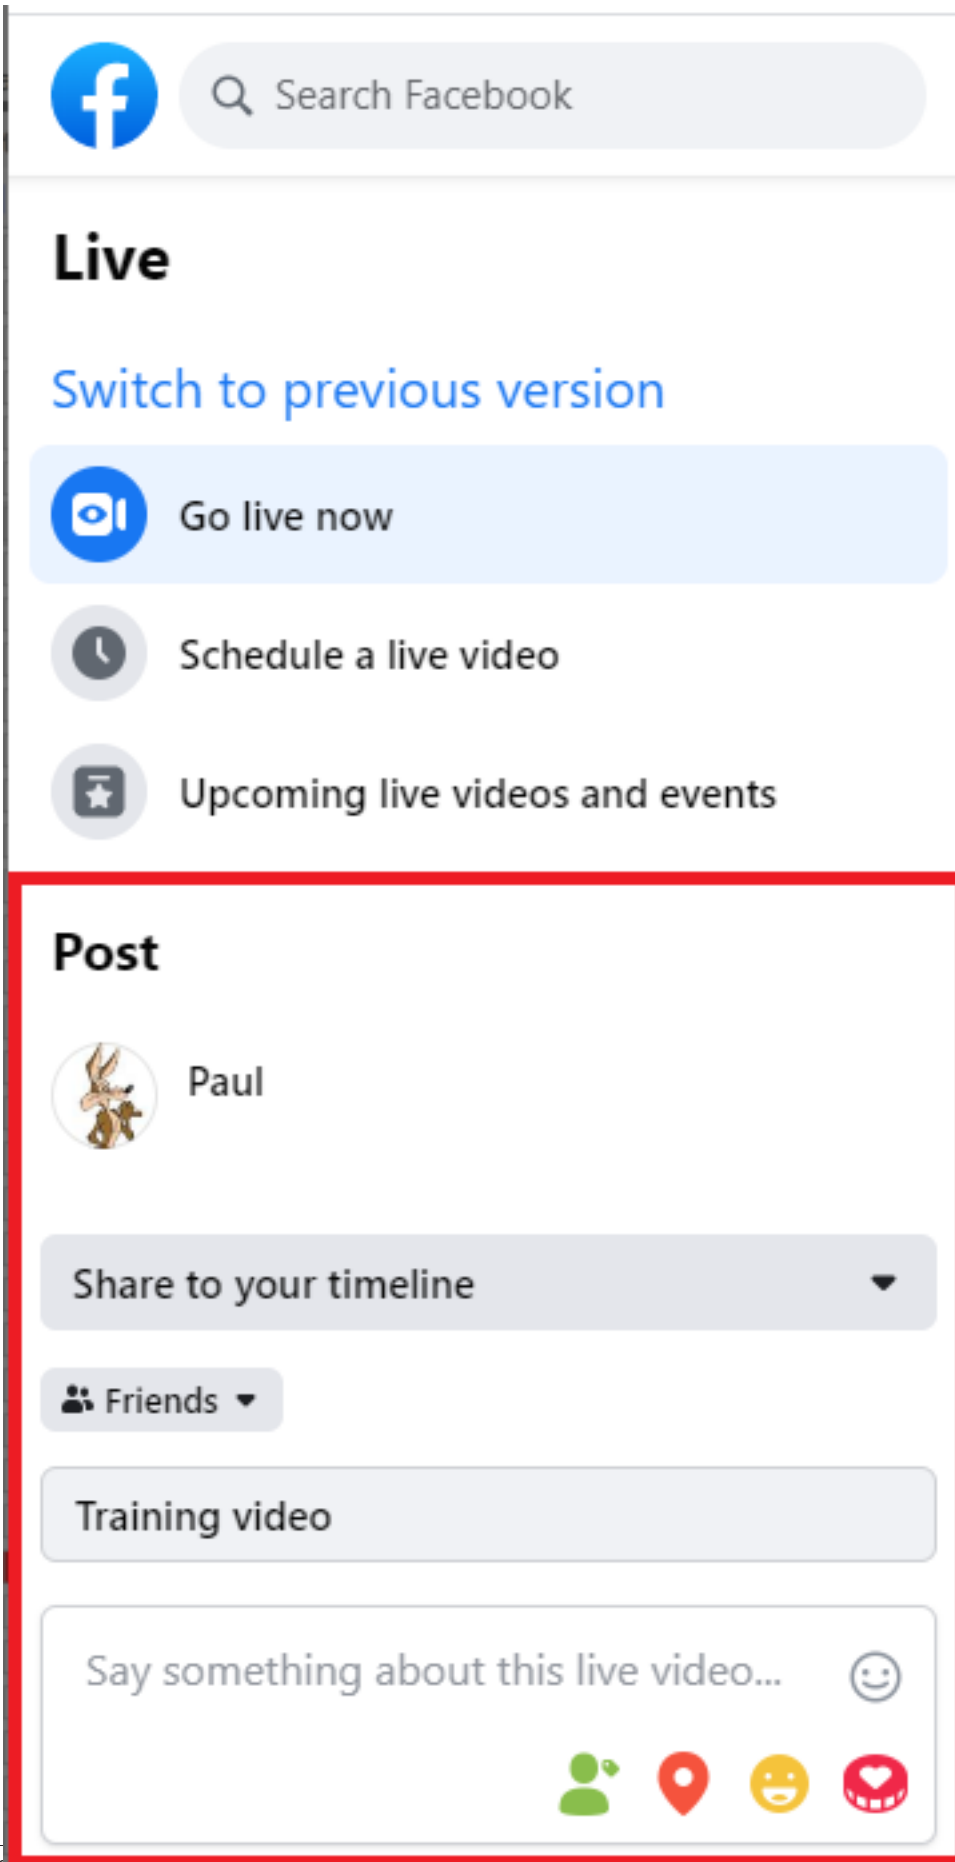 Search Facebook
Live
Switch to previous version
Go live now
Schedule a live video
Upcoming live videos and events
Post
Paul
Share to your timeline
Friends
Training video
Say something about this live video...